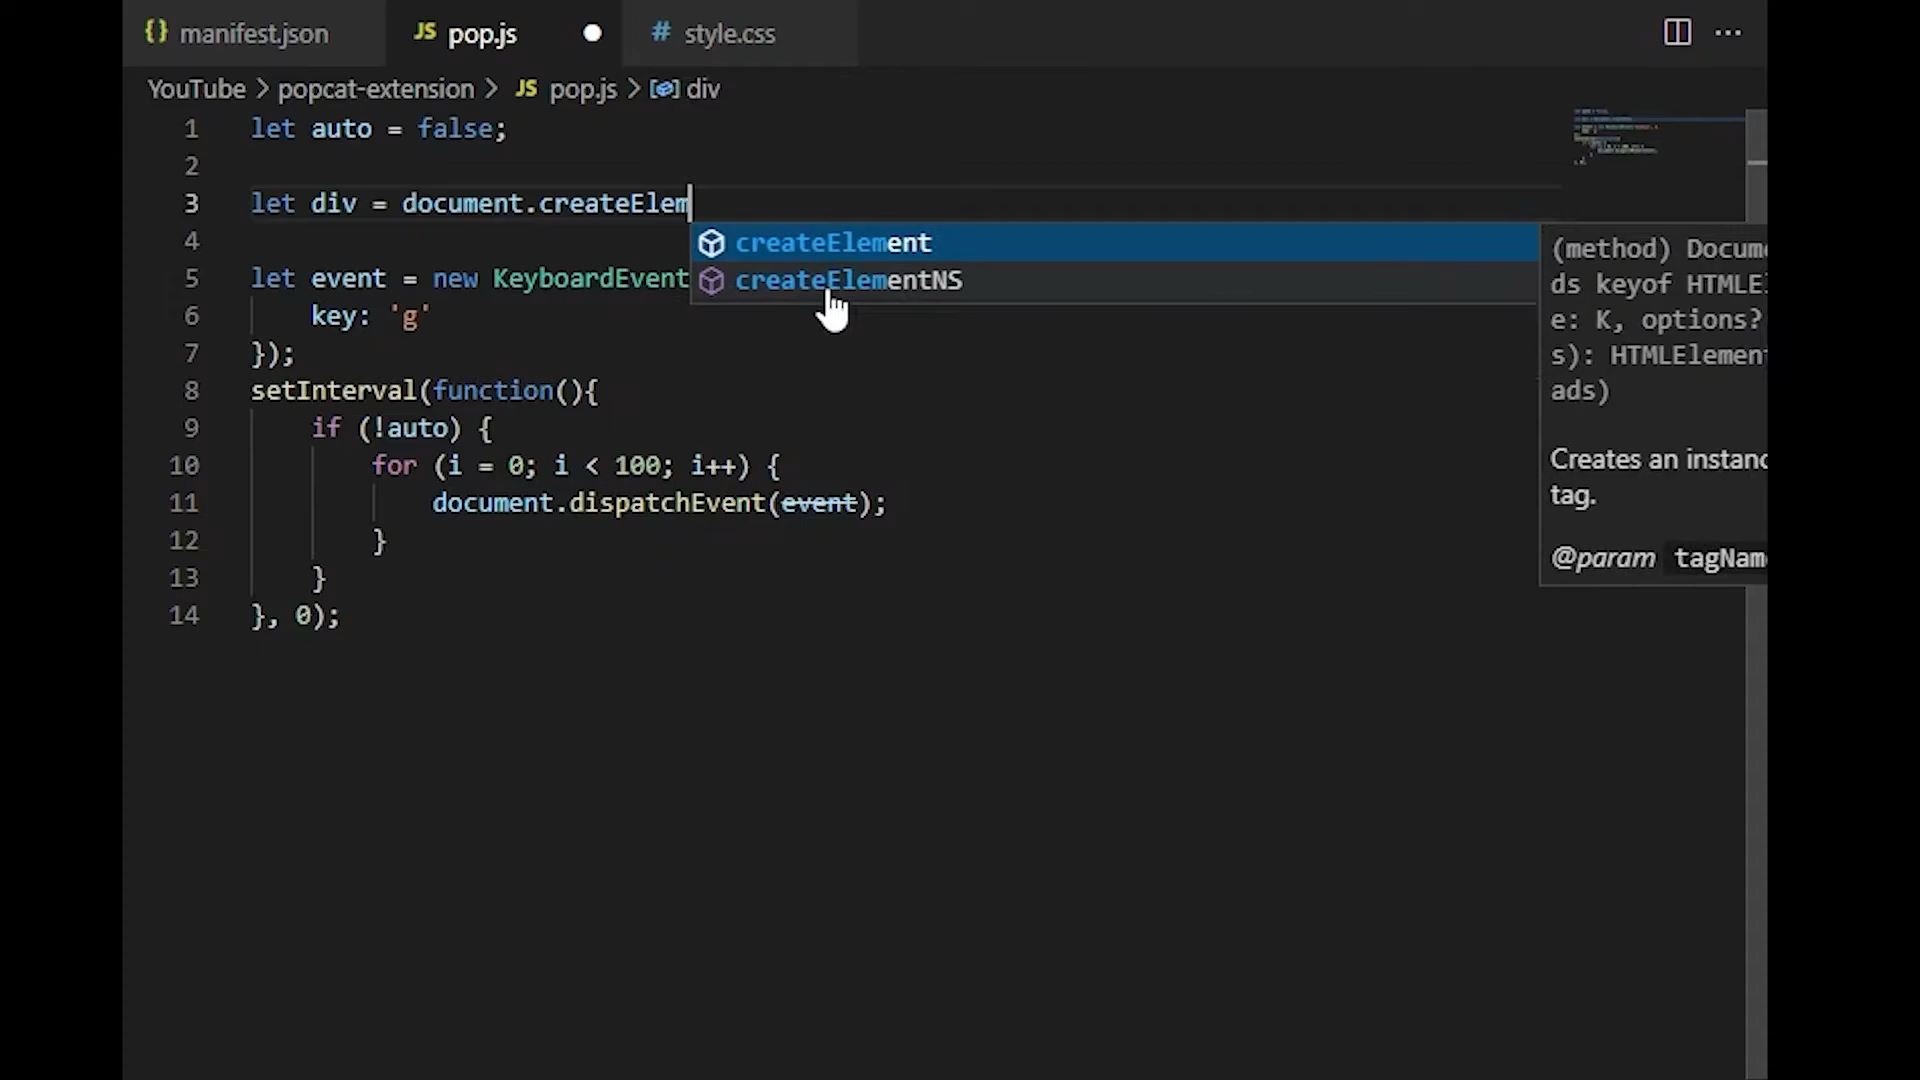 {} manifest.json JS pop.js # style.css ...
YouTube > popcat-extension > JS pop.js > div
1 let auto = false;
2
3 let div = document.createElem
createElement
4
createElementNS
5 let event = new KeyboardEvent
6 key: 'g'
7 });
8 setInterval(function(){
9 if (!auto) {
10 for (i = 0; i < 100; i++) {
11 document.dispatchEvent(event);
12 }
13 }
14 }, 0);
(method) Docume
ds keyof HTMLE
e: K, options?
s): HTMLElement
ads)
Creates an instanc
tag.
@param tagNam